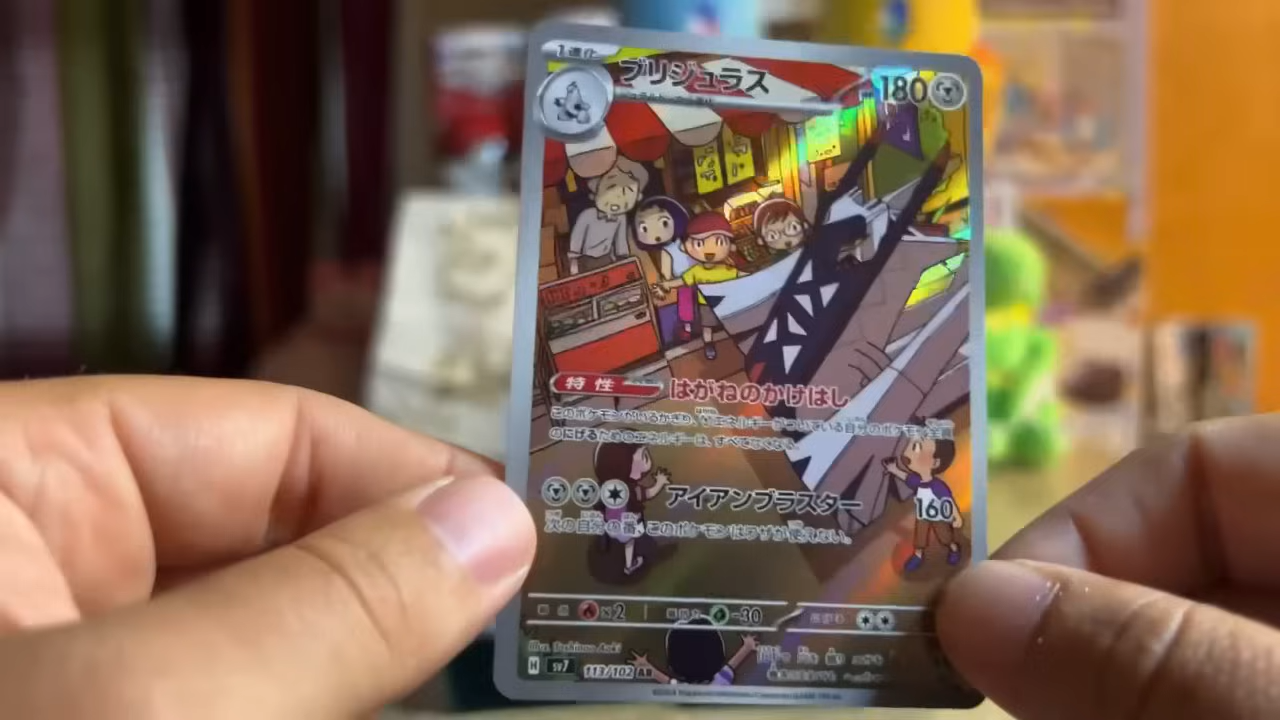 1進化
ブリジュラス
180
特性 はがねのかけはし
このポケモンがいるかぎり、エネルギーがついている自分のポケモン全員
のにげるためのエネルギーは、すべてなくなる。
アイアンブラスター 160
次の自分の番、このポケモンはワザが使えない。
×2
-30
Illus.
H SV7 113/102 AR